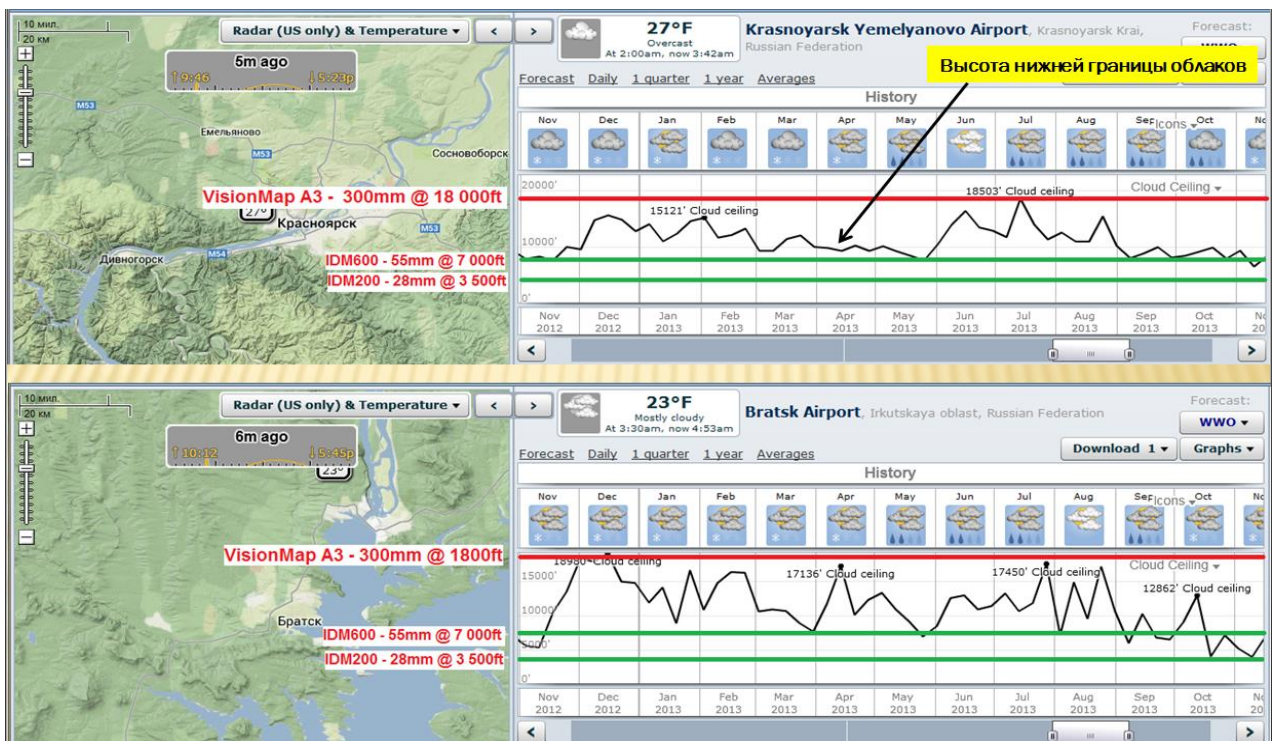 10 мил.
20 км
Radar (US only) & Temperature
5m ago
↑9:46 ↓5:23p
M53
Емельяново
M53
Сосновоборск
VisionMap A3 - 300mm @ 18 000ft
27°
Красноярск
M53
M54
Дивногорск
IDM600 - 55mm @ 7 000ft
IDM200 - 28mm @ 3 500ft
27°F
Overcast
At 2:00am, now 3:42am
Krasnoyarsk Yemelyanovo Airport, Krasnoyarsk Krai,
Russian Federation
Forecast:
Высота нижней границы облаков
Forecast Daily 1 quarter 1 year Averages
History
Nov Dec Jan Feb Mar Apr May Jun Jul Aug Sep Icons Oct
20000'
18503' Cloud ceiling
Cloud Ceiling
15121' Cloud ceiling
10000'
0'
Nov Dec Jan Feb Mar Apr May Jun Jul Aug Sep Oct
2012 2012 2013 2013 2013 2013 2013 2013 2013 2013 2013 2013 20
10 мил.
20 км
Radar (US only) & Temperature
6m ago
↑10:12 ↓5:45p
23°
VisionMap A3 - 300mm @ 1800ft
Братск
IDM600 - 55mm @ 7 000ft
IDM200 - 28mm @ 3 500ft
23°F
Mostly cloudy
At 3:30am, now 4:53am
Bratsk Airport, Irkutskaya oblast, Russian Federation
Forecast:
WWO
Download 1 Graphs
Forecast Daily 1 quarter 1 year Averages
History
Nov Dec Jan Feb Mar Apr May Jun Jul Aug Sep Icons Oct
18980' Cloud ceiling
Cloud Ceiling
17136' Cloud ceiling
17450' Cloud ceiling
15000'
12862' Cloud ceiling
10000'
5000'
0'
Nov Dec Jan Feb Mar Apr May Jun Jul Aug Sep Oct
2012 2012 2013 2013 2013 2013 2013 2013 2013 2013 2013 2013 20